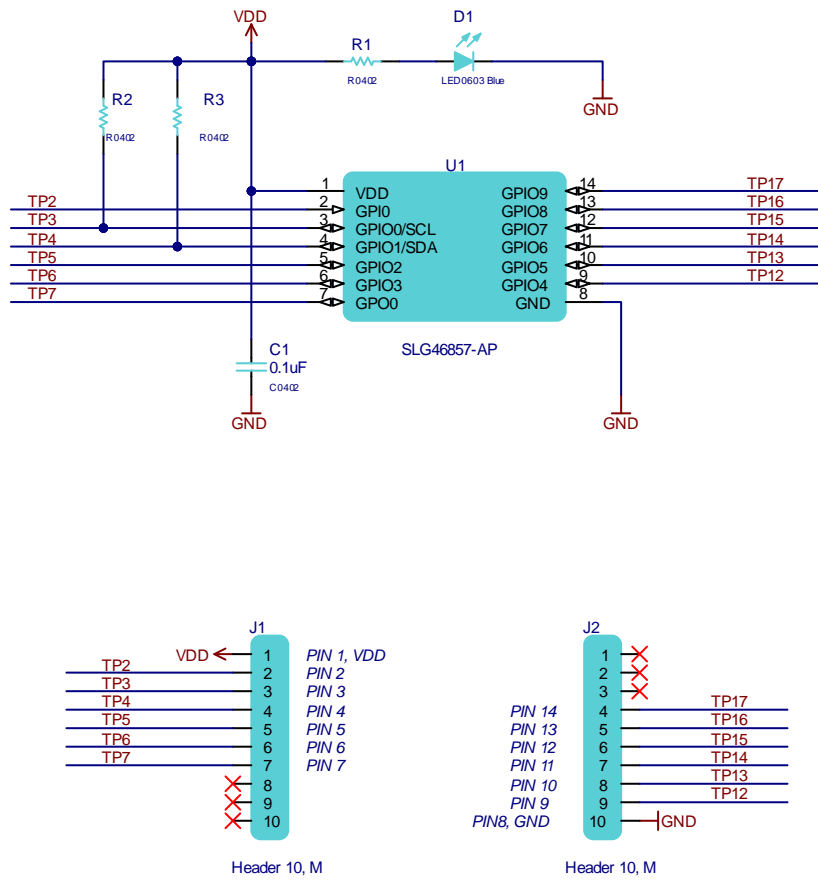 VDD
D1
R1
R0402
LED0603 Blue
GND
R2
R0402
R3
R0402
U1
TP2
TP3
TP4
TP5
TP6
TP7
1
2
3
4
5
6
7
VDD
GPI0
GPIO0/SCL
GPIO1/SDA
GPIO2
GPIO3
GPO0
GPIO9
GPIO8
GPIO7
GPIO6
GPIO5
GPIO4
GND
14
13
12
11
10
9
8
TP17
TP16
TP15
TP14
TP13
TP12
SLG46857-AP
C1
0.1uF
C0402
GND
GND
J1
VDD 1 PIN 1, VDD
TP2 2 PIN 2
TP3 3 PIN 3
TP4 4 PIN 4
TP5 5 PIN 5
TP6 6 PIN 6
TP7 7 PIN 7
8
9
10
Header 10, M
J2
1
2
3
PIN 14 4 TP17
PIN 13 5 TP16
PIN 12 6 TP15
PIN 11 7 TP14
PIN 10 8 TP13
PIN 9 9 TP12
PIN8, GND 10 GND
Header 10, M